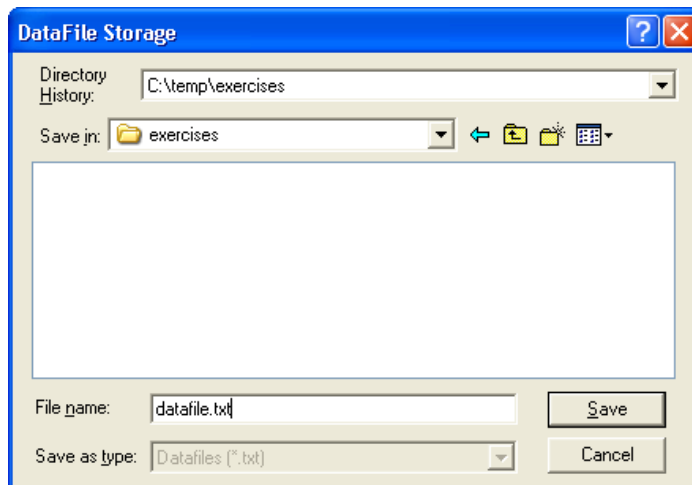 DataFile Storage
Directory
History:
C:\temp\exercises
Save in: exercises
File name: datafile.txt Save
Save as type: Datafiles (*.txt) Cancel